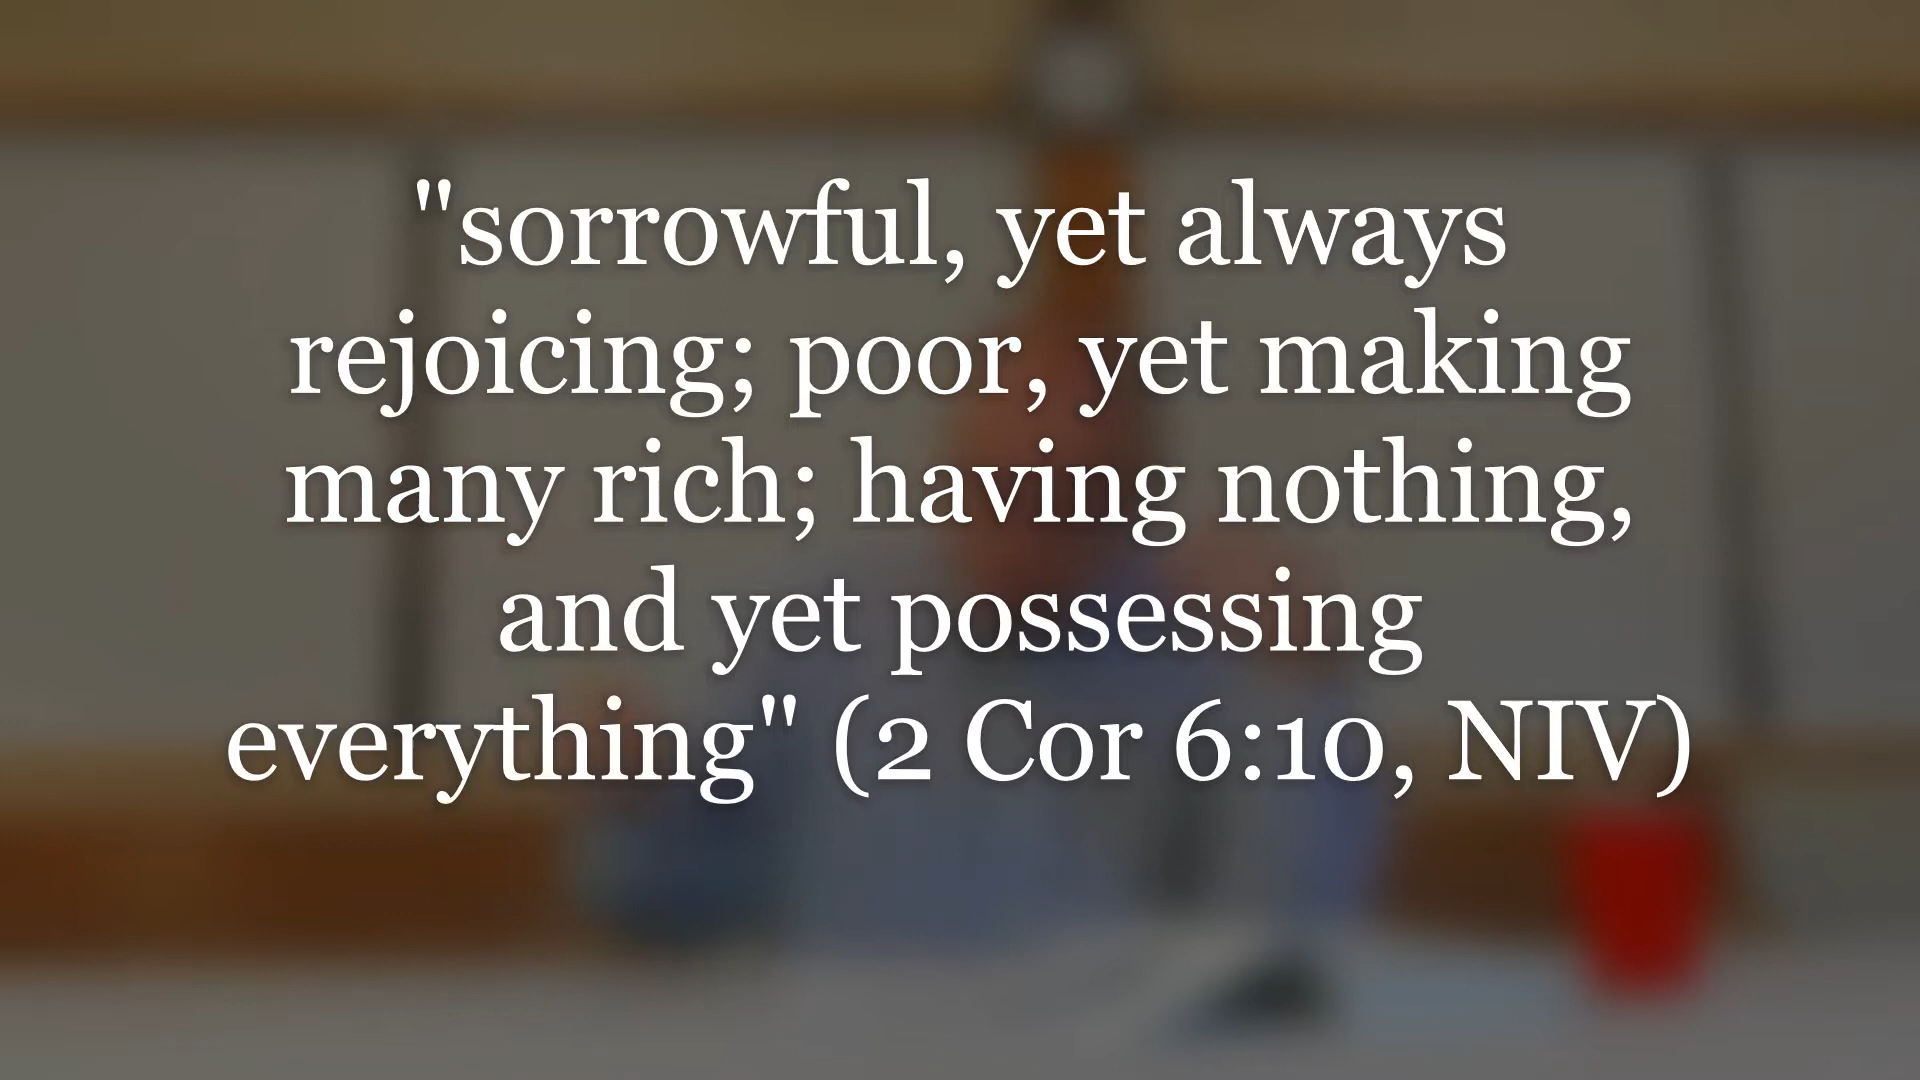 "sorrowful, yet always
rejoicing; poor, yet making
many rich; having nothing,
and yet possessing
everything" (2 Cor 6:10, NIV)